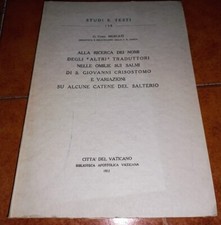 STUDI E TESTI
ALLA RICERCA DEI NOMI
DEGLI "ALTRI" TRADUTTORI
NELLE OMILIE SUI SALMI
DI S. GIOVANNI CRISOSTOMO
E VARIAZIONI
SU ALCUNE CATENE DEL SALTERIO
CITTÀ DEL VATICANO
BIBLIOTECA APOSTOLICA VATICANA